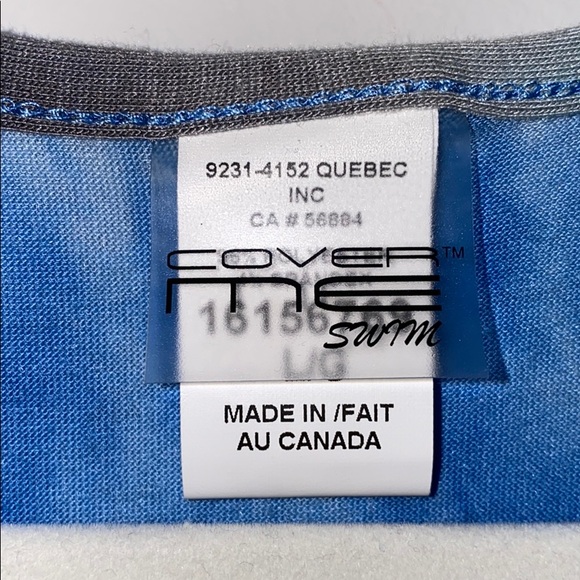 9231-4152 QUEBEC
INC
CA # 56884
COVER™
ME
SWIM
L/G
MADE IN /FAIT
AU CANADA